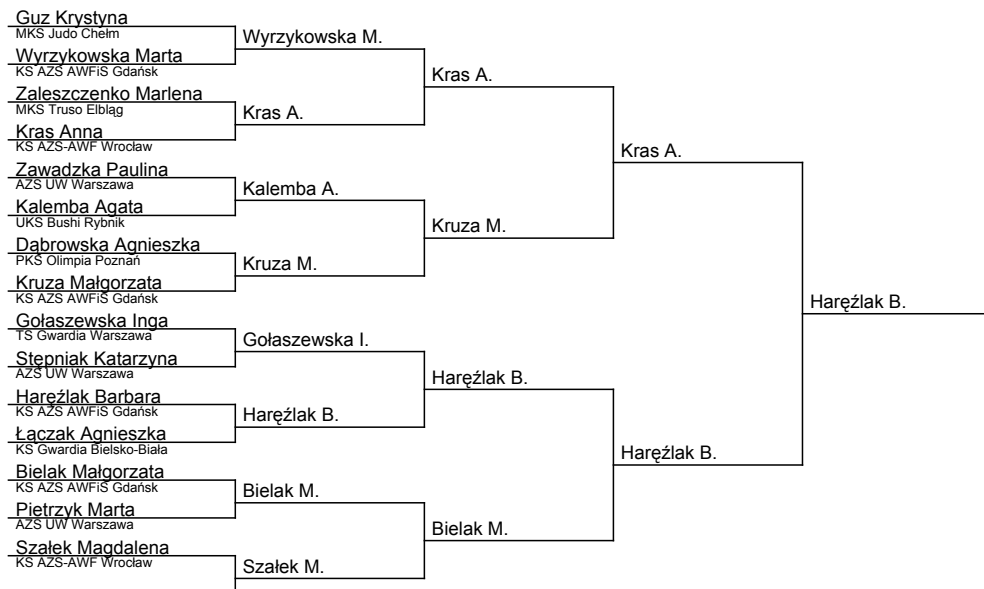 Guz Krystyna
MKS Judo Chełm
Wyrzykowska Marta
KS AZS AWFiS Gdańsk
Zaleszczenko Marlena
MKS Truso Elbląg
Kras Anna
KS AZS-AWF Wrocław
Zawadzka Paulina
AZS UW Warszawa
Kalemba Agata
UKS Bushi Rybnik
Dąbrowska Agnieszka
PKS Olimpia Poznań
Kruza Małgorzata
KS AZS AWFiS Gdańsk
Gołaszewska Inga
TS Gwardia Warszawa
Stępniak Katarzyna
AZS UW Warszawa
Haręźlak Barbara
KS AZS AWFiS Gdańsk
Łączak Agnieszka
KS Gwardia Bielsko-Biała
Bielak Małgorzata
KS AZS AWFiS Gdańsk
Pietrzyk Marta
AZS UW Warszawa
Szałek Magdalena
KS AZS-AWF Wrocław
Wyrzykowska M.
Kras A.
Kalemba A.
Kruza M.
Gołaszewska I.
Haręźlak B.
Bielak M.
Szałek M.
Kras A.
Kruza M.
Haręźlak B.
Bielak M.
Kras A.
Haręźlak B.
Haręźlak B.